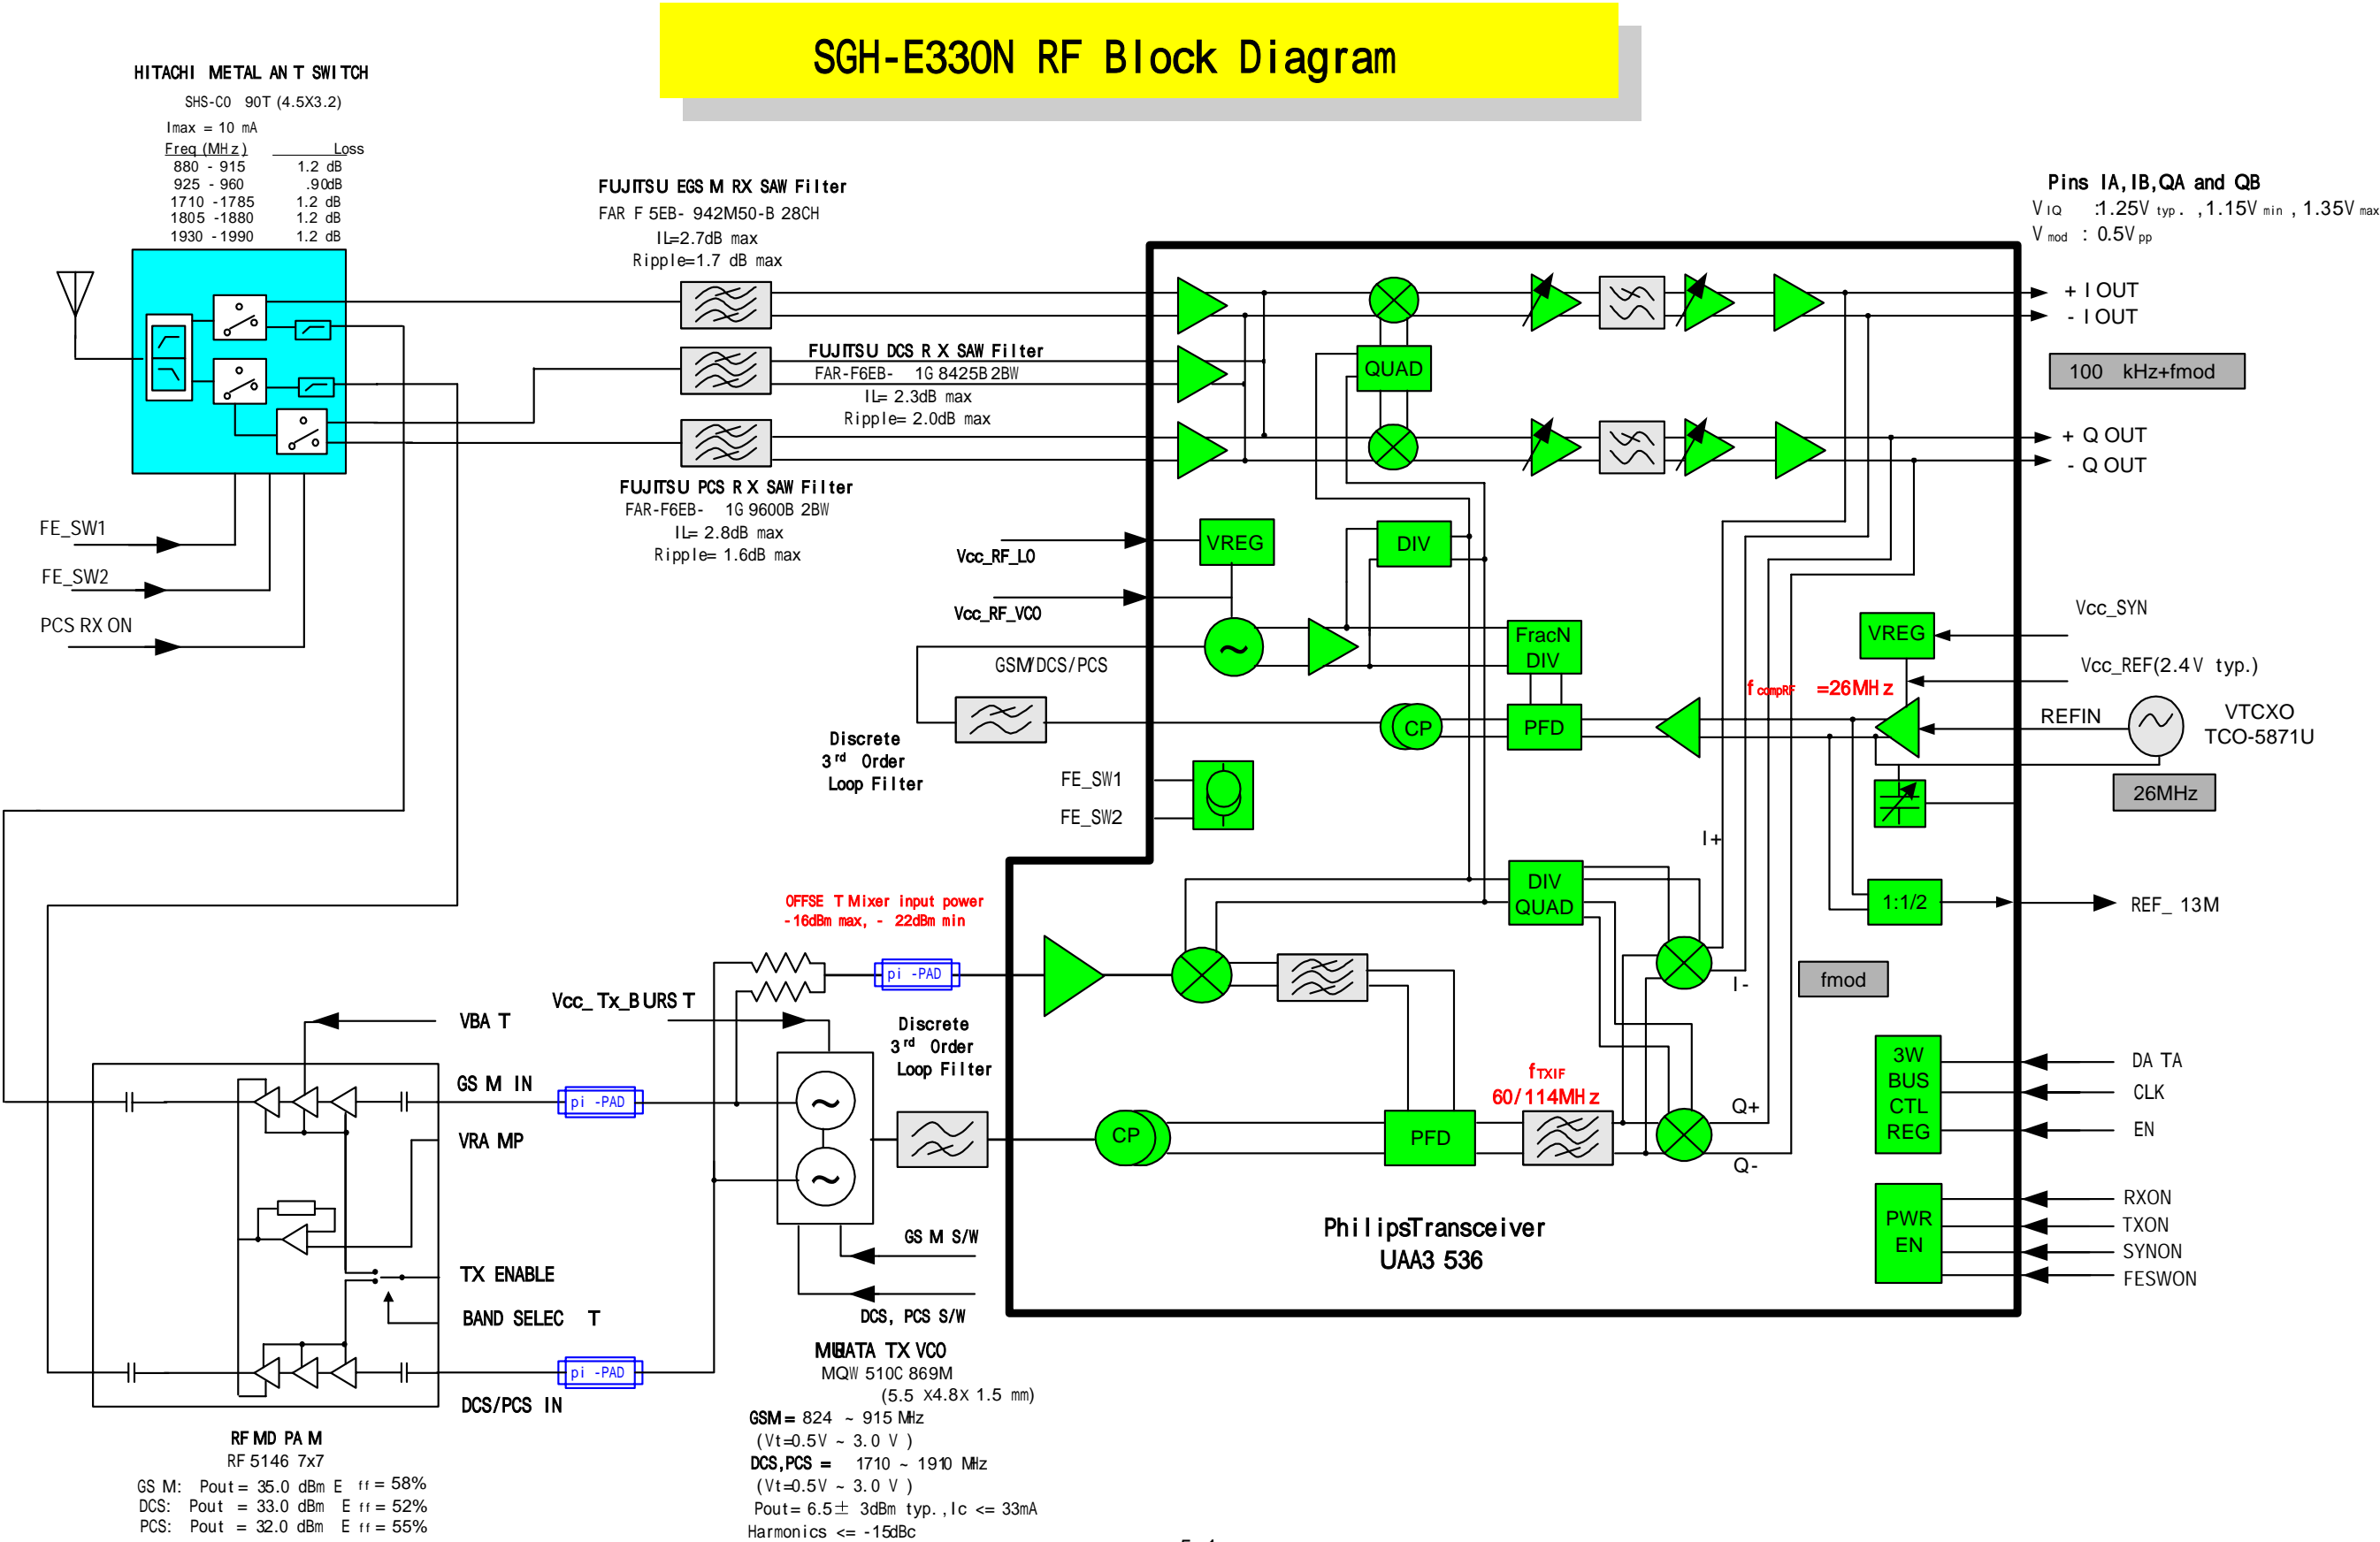 SGH-E330N RF Block Diagram
HITACHI METAL ANT SWITCH
SHS-C0 90T (4.5X3.2)
Imax = 10 mA
Freq (MHz) Loss
880 - 915 1.2 dB
925 - 960 .90dB
1710 -1785 1.2 dB
1805 -1880 1.2 dB
1930 -1990 1.2 dB
FE_SW1
FE_SW2
PCS RX ON
FUJITSU EGSM RX SAW Filter
FAR F5EB- 942M50-B28CH
IL=2.7dB max
Ripple=1.7 dB max
FUJITSU DCS RX SAW Filter
FAR-F6EB- 1G8425B2BW
IL= 2.3dB max
Ripple= 2.0dB max
FUJITSU PCS RX SAW Filter
FAR-F6EB- 1G9600B2BW
IL= 2.8dB max
Ripple= 1.6dB max
Pins IA,IB,QA and QB
VIQ :1.25V typ. ,1.15V min , 1.35V max
Vmod : 0.5Vpp
+ I OUT
- I OUT
100 kHz+fmod
+ Q OUT
- Q OUT
QUAD
VREG
DIV
Vcc_RF_LO
Vcc_RF_VCO
GSM/DCS/PCS
FracN
DIV
CP
PFD
fcompRF =26MHz
VREG
Vcc_SYN
Vcc_REF(2.4V typ.)
REFIN
VTCXO
TCO-5871U
26MHz
Discrete
3rd Order
Loop Filter
FE_SW1
FE_SW2
I+
I-
DIV
QUAD
1:1/2
REF_ 13M
fmod
OFFSET Mixer input power
-16dBm max, - 22dBm min
pi -PAD
Vcc_Tx_BURST
Discrete
3rd Order
Loop Filter
VBAT
GSM IN
pi -PAD
VRAMP
TX ENABLE
BAND SELECT
pi -PAD
DCS/PCS IN
CP
PFD
fTXIF
60/114MHz
Q+
Q-
GSM S/W
DCS, PCS S/W
3W
BUS
CTL
REG
DATA
CLK
EN
PWR
EN
RXON
TXON
SYNON
FESWON
PhilipsTransceiver
UAA3536
MURATA TX VCO
MQW510C869M
(5.5 X4.8X 1.5 mm)
GSM= 824 ~ 915 MHz
(Vt=0.5V ~ 3.0 V )
DCS,PCS = 1710 ~ 1910 MHz
(Vt=0.5V ~ 3.0 V )
Pout= 6.5± 3dBm typ.,Ic <= 33mA
Harmonics <= -15dBc
RFMD PAM
RF5146 7x7
GSM: Pout= 35.0 dBm Eff = 58%
DCS: Pout = 33.0 dBm Eff = 52%
PCS: Pout = 32.0 dBm Eff = 55%